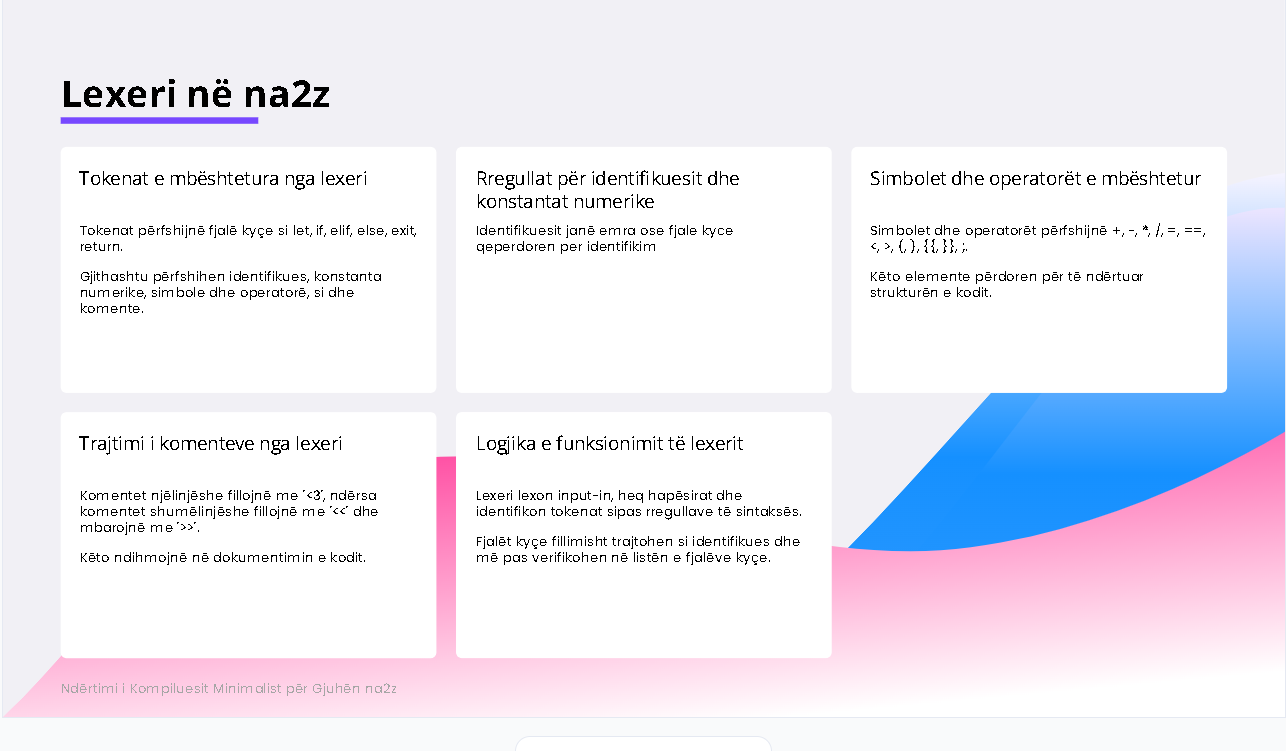 Lexeri në na2z
Tokenat e mbështetura nga lexeri
Tokenat përfshijnë fjalë kyçe si let, if, elif, else, exit,
return.
Gjithashtu përfshihen identifikues, konstanta
numerike, simbole dhe operatorë, si dhe
komente.
Rregullat për identifikuesit dhe
konstantat numerike
Identifikuesit janë emra ose fjale kyce
qeperdoren per identifikim
Simbolet dhe operatorët e mbështetur
Simbolet dhe operatorët përfshijnë +, -, *, /, =, ==,
<, >, (, ), {{, }}, ;.
Këto elemente përdoren për të ndërtuar
strukturën e kodit.
Trajtimi i komenteve nga lexeri
Komentet njëlinjëshe fillojnë me '<3', ndërsa
komentet shumëlinjëshe fillojnë me '<<' dhe
mbarojnë me '>>'.
Këto ndihmojnë në dokumentimin e kodit.
Logjika e funksionimit të lexerit
Lexeri lexon input-in, heq hapësirat dhe
identifikon tokenat sipas rregullave të sintaksës.
Fjalët kyçe fillimisht trajtohen si identifikues dhe
më pas verifikohen në listën e fjalëve kyçe.
Ndërtimi i Kompiluesit Minimalist për Gjuhën na2z